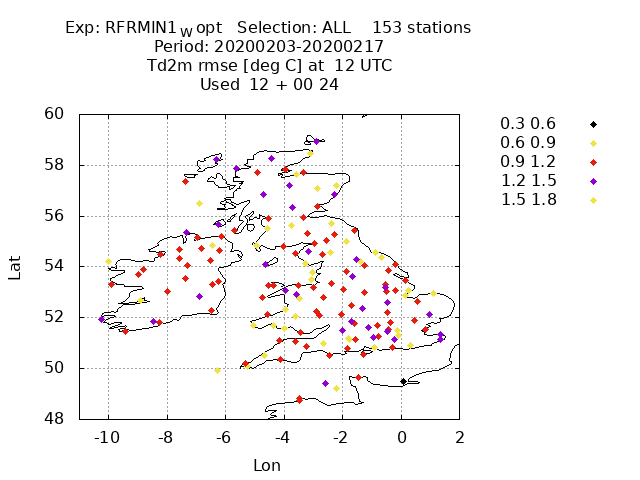 Exp: RFRMIN1wopt Selection: ALL 153 stations
Period: 20200203-20200217
Td2m rmse [deg C] at 12 UTC
Used 12 + 00 24
60
58
56
54
52
50
48
Lat
-10 -8 -6 -4 -2 0 2
Lon
0.3 0.6
0.6 0.9
0.9 1.2
1.2 1.5
1.5 1.8